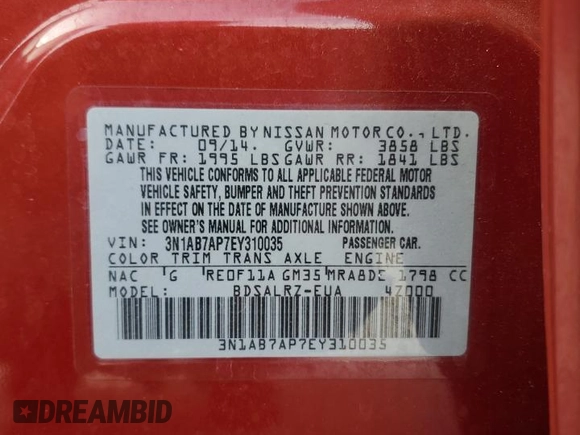 MANUFACTURED BY NISSAN MOTOR CO., LTD.
DATE: 09/14. GVWR: 3858 LBS
GAWR FR: 1995 LBS GAWR RR: 1841 LBS
THIS VEHICLE CONFORMS TO ALL APPLICABLE FEDERAL MOTOR
VEHICLE SAFETY, BUMPER AND THEFT PREVENTION STANDARDS
IN EFFECT ON THE DATE OF MANUFACTURE SHOWN ABOVE.
SEE OWNER'S MANUAL FOR ADDITIONAL INFORMATION.
VIN: 3N1AB7AP7EY310035 PASSENGER CAR.
COLOR TRIM TRANS AXLE ENGINE
NAC G RE0F11A GM35 MRA8DE 1798 CC
MODEL: BDSALRZ-EUA 47000
3N1AB7AP7EY310035
DREAMBID